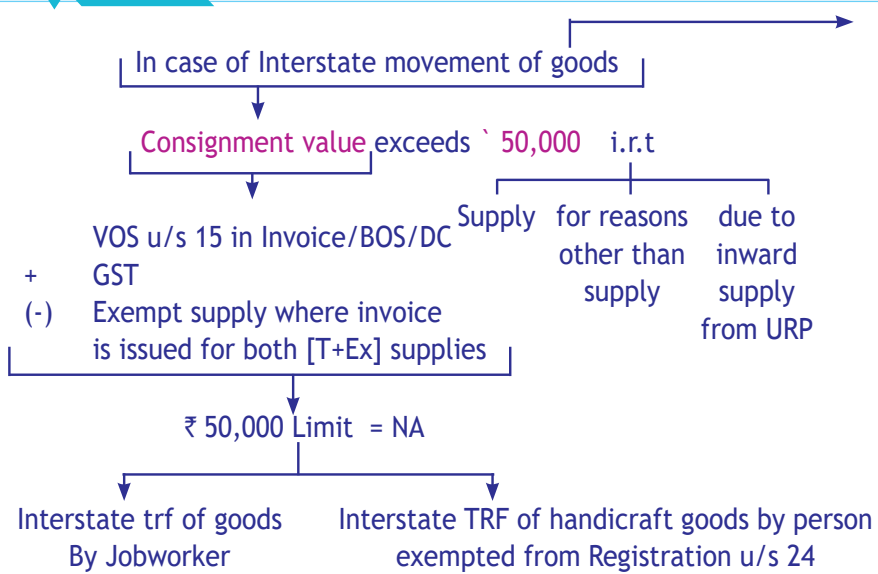 In case of Interstate movement of goods
Consignment value exceeds ` 50,000 i.r.t
Supply
for reasons
other than
supply
due to
inward
supply
from URP
VOS u/s 15 in Invoice/BOS/DC
+ GST
(-) Exempt supply where invoice
is issued for both [T+Ex] supplies
₹ 50,000 Limit = NA
Interstate trf of goods
By Jobworker
Interstate TRF of handicraft goods by person
exempted from Registration u/s 24